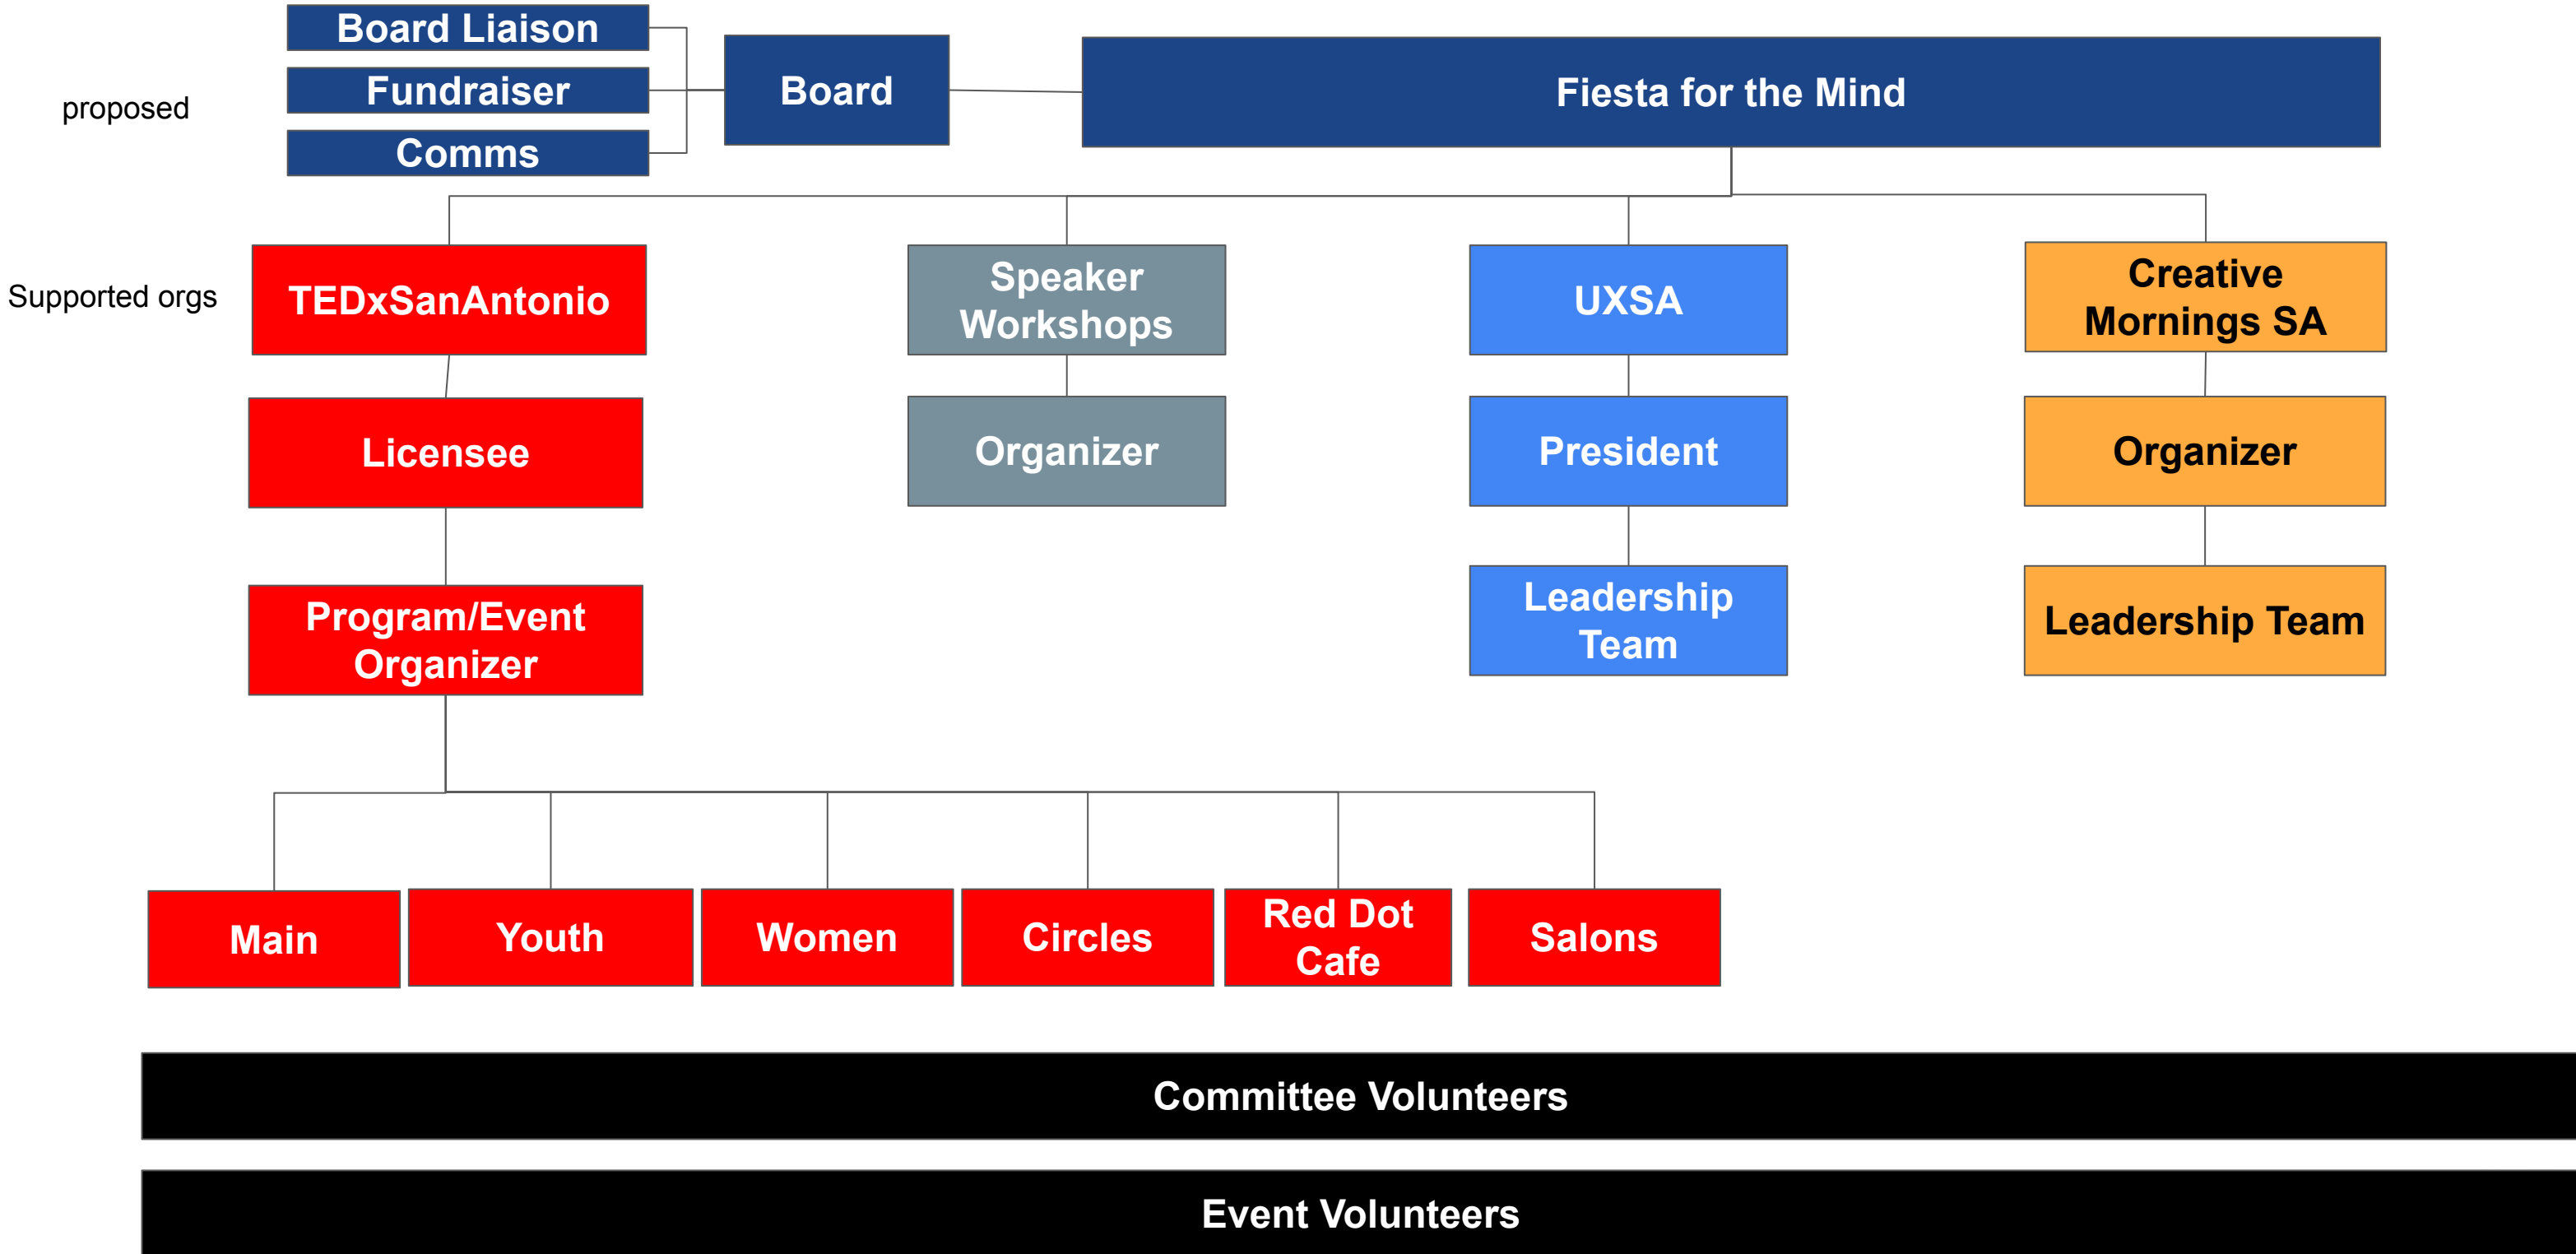 Board Liaison
Fundraiser
Comms
proposed
Board
Fiesta for the Mind
Supported orgs
TEDxSanAntonio
Speaker
Workshops
UXSA
Creative
Mornings SA
Licensee
Organizer
President
Organizer
Program/Event
Organizer
Leadership
Team
Leadership Team
Main
Youth
Women
Circles
Red Dot
Cafe
Salons
Committee Volunteers
Event Volunteers